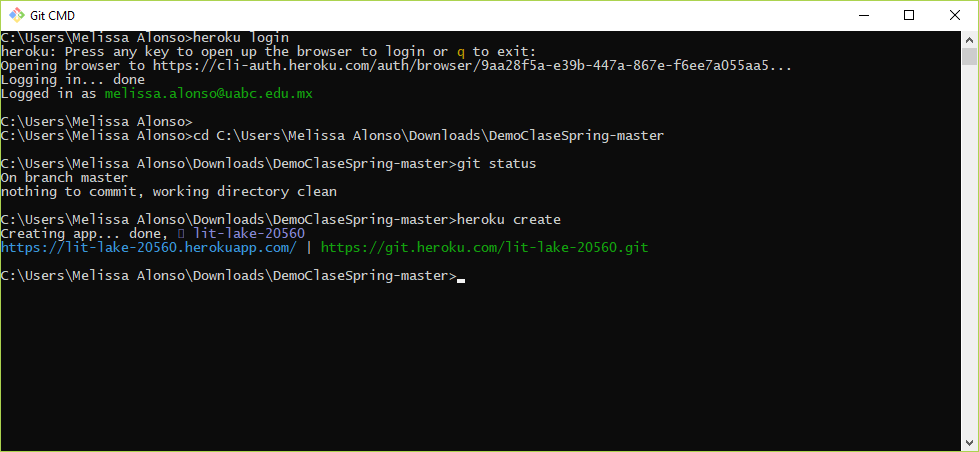 Git CMD
C:\Users\Melissa Alonso>heroku login
heroku: Press any key to open up the browser to login or q to exit:
Opening browser to https://cli-auth.heroku.com/auth/browser/9aa28f5a-e39b-447a-867e-f6ee7a055aa5...
Logging in... done
Logged in as melissa.alonso@uabc.edu.mx
C:\Users\Melissa Alonso>
C:\Users\Melissa Alonso>cd C:\Users\Melissa Alonso\Downloads\DemoClaseSpring-master
C:\Users\Melissa Alonso\Downloads\DemoClaseSpring-master>git status
On branch master
nothing to commit, working directory clean
C:\Users\Melissa Alonso\Downloads\DemoClaseSpring-master>heroku create
Creating app... done, ▯ lit-lake-20560
https://lit-lake-20560.herokuapp.com/ | https://git.heroku.com/lit-lake-20560.git
C:\Users\Melissa Alonso\Downloads\DemoClaseSpring-master>